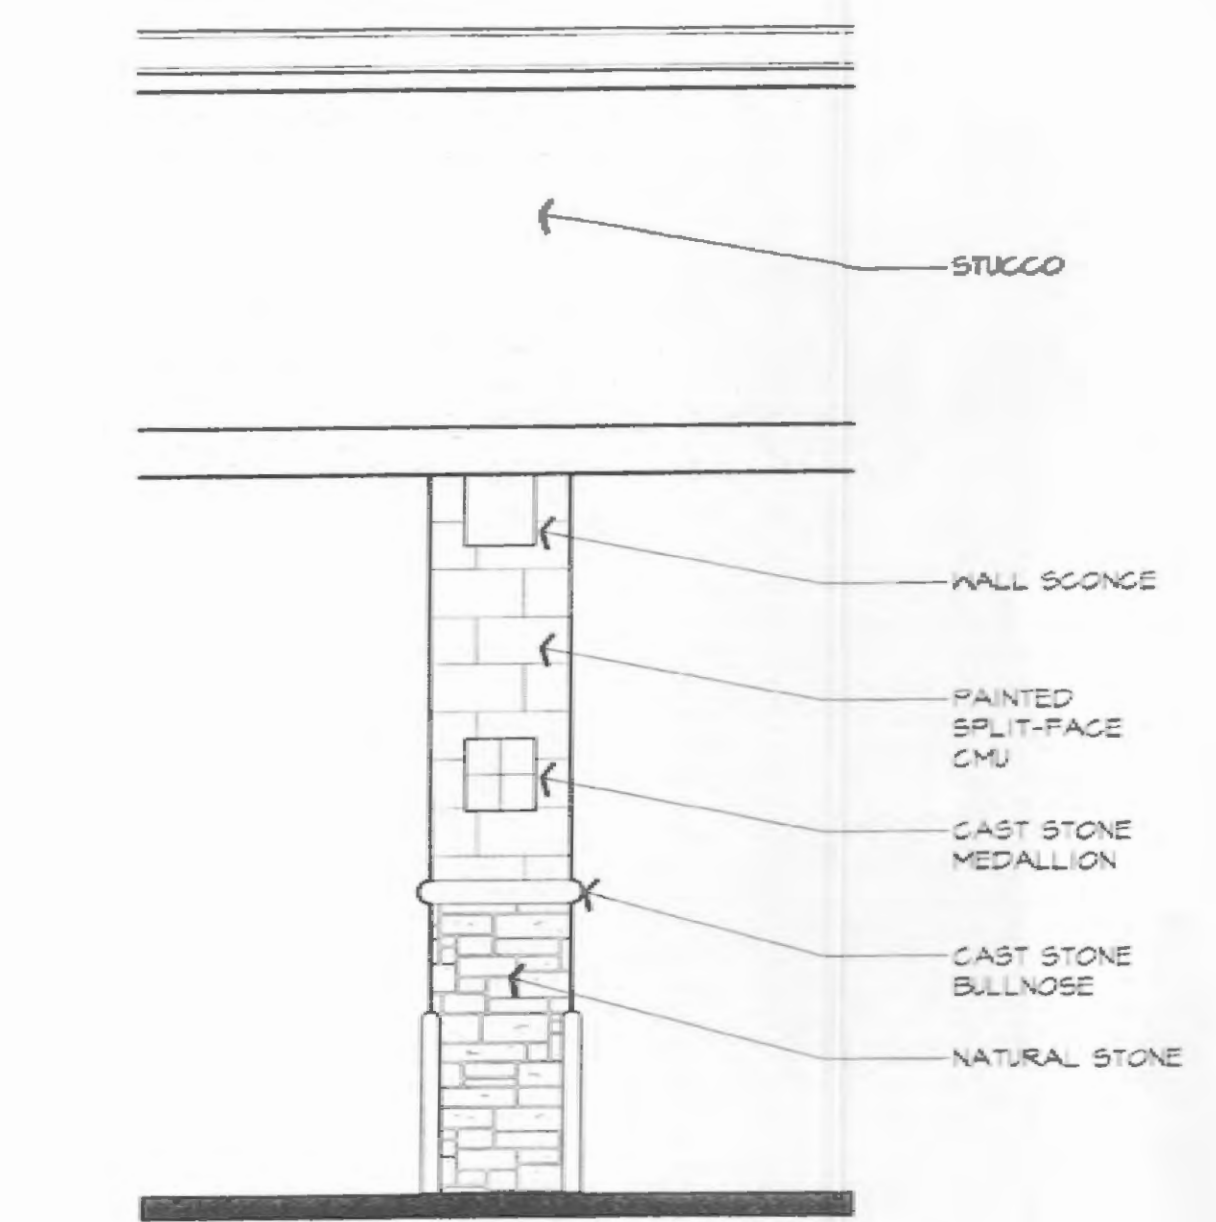 STUCCO
WALL SCONCE
PAINTED
SPLIT-FACE
CMU
CAST STONE
MEDALLION
CAST STONE
BULLNOSE
NATURAL STONE